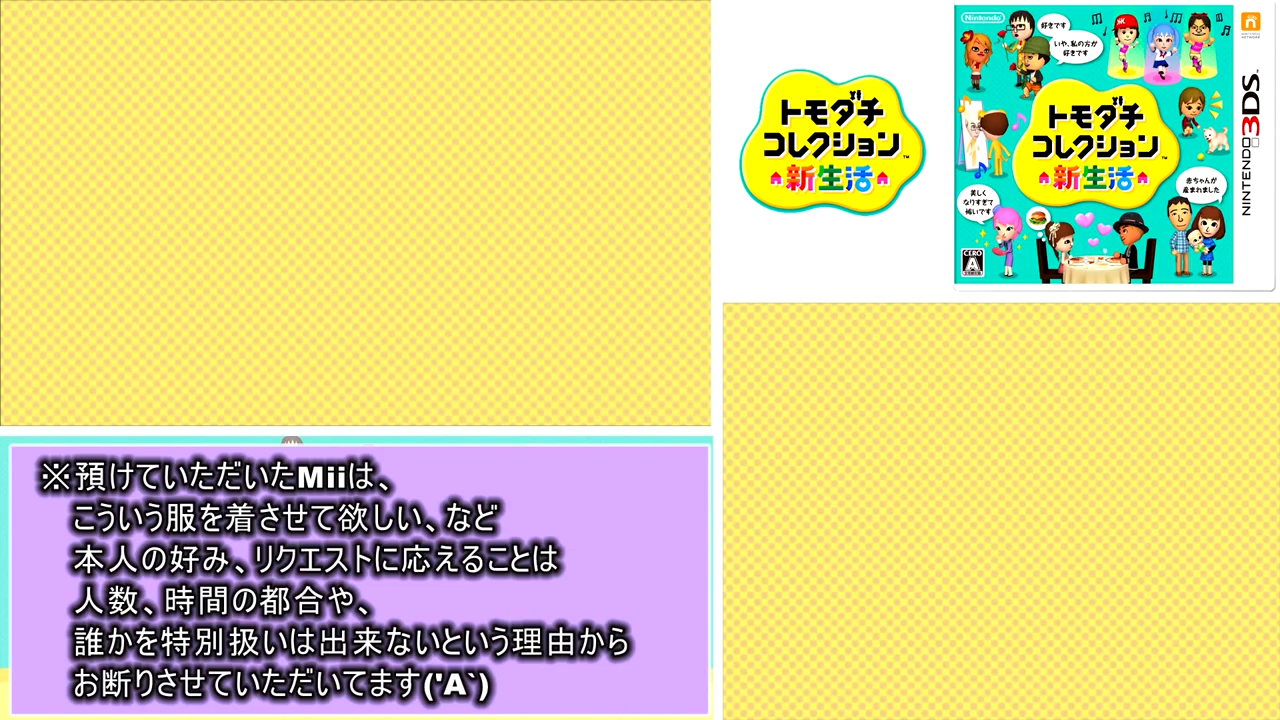 トモダチ
コレクション
新生活
TM
Nintendo
好きです
いや、私の方が
好きです
トモダチ
コレクション
新生活
TM
赤ちゃんが
産まれました
美しく
なりすぎて
怖いです
CERO
A
NINTENDO 3DS
※預けていただいたMiiは、
こういう服を着させて欲しい、など
本人の好み、リクエストに応えることは
人数、時間の都合や、
誰かを特別扱いは出来ないという理由から
お断りさせていただいてます('A`)